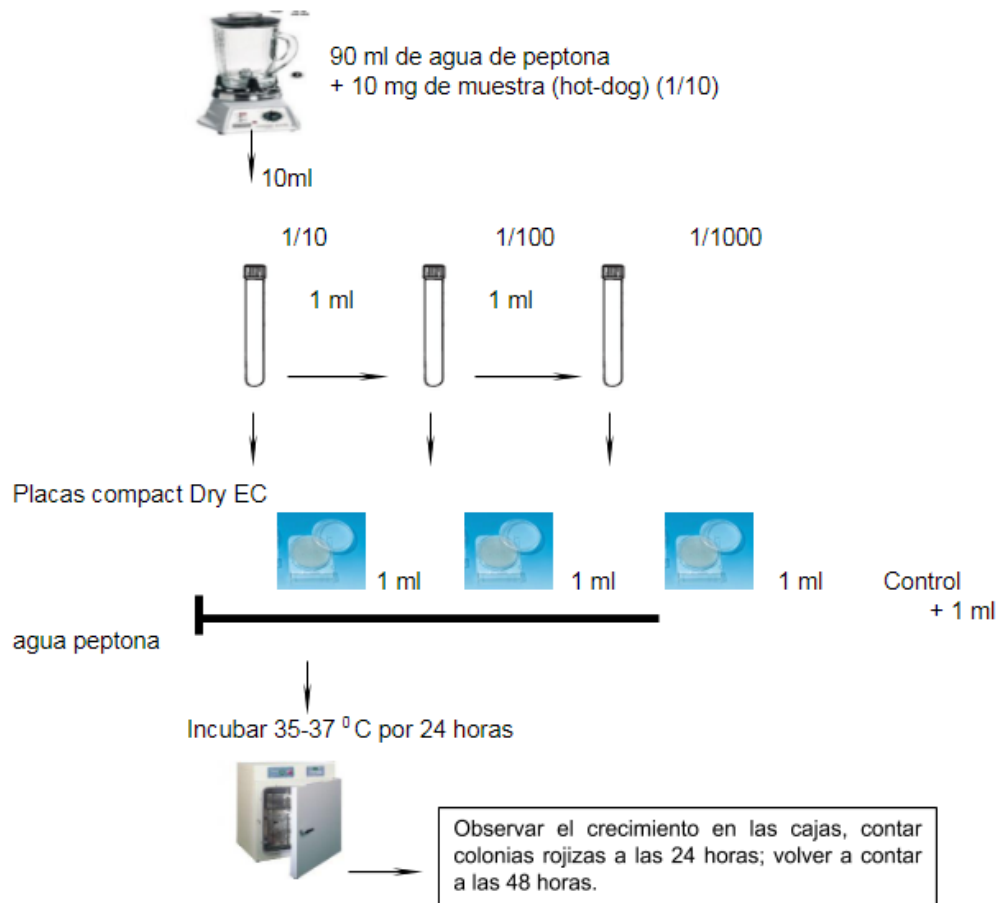 90 ml de agua de peptona
+ 10 mg de muestra (hot-dog) (1/10)
10ml
1/10 1/100 1/1000
1 ml 1 ml
Placas compact Dry EC
1 ml 1 ml 1 ml Control
+ 1 ml
agua peptona
Incubar 35-37 ⁰ C por 24 horas
Observar el crecimiento en las cajas, contar
colonias rojizas a las 24 horas; volver a contar
a las 48 horas.